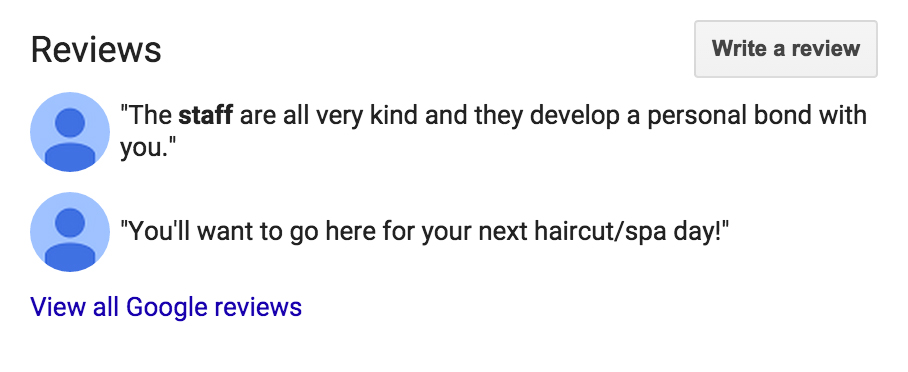 Reviews
Write a review
"The staff are all very kind and they develop a personal bond with
you."
"You'll want to go here for your next haircut/spa day!"
View all Google reviews